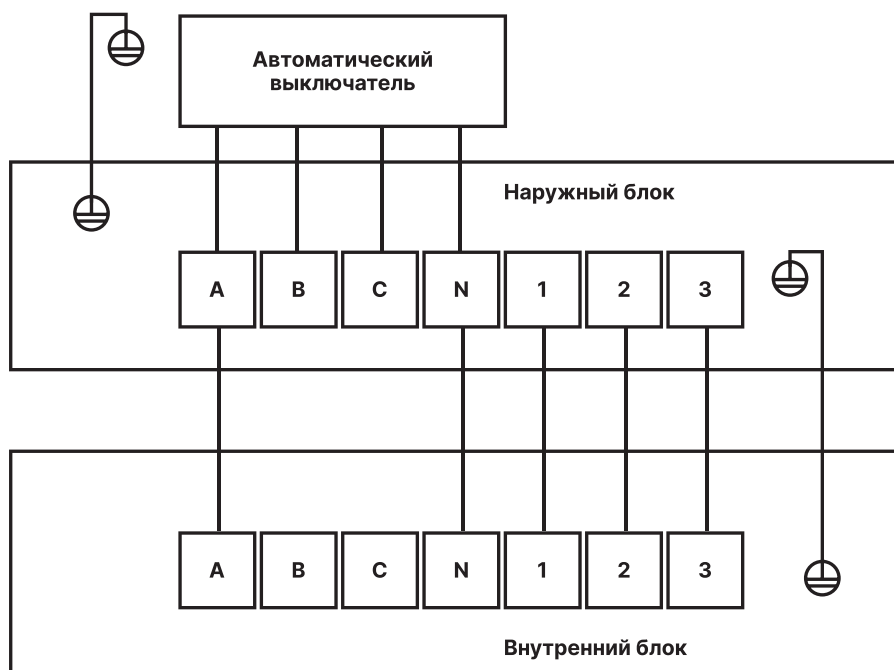 Автоматический
выключатель
Наружный блок
A B C N 1 2 3
A B C N 1 2 3
Внутренний блок